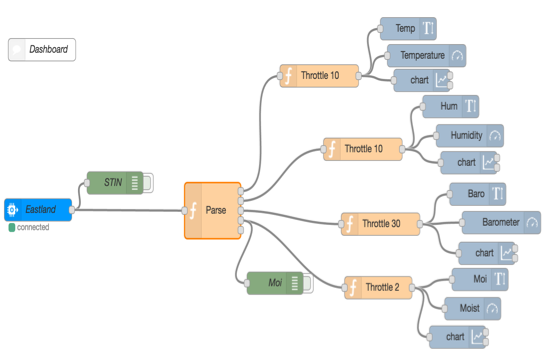 Temp
Dashboard
Temperature
Throttle 10
chart
Hum
Humidity
Throttle 10
chart
STIN
Baro
Eastland
Parse
Throttle 30
Barometer
connected
chart
Moi
Moi
Throttle 2
Moist
chart